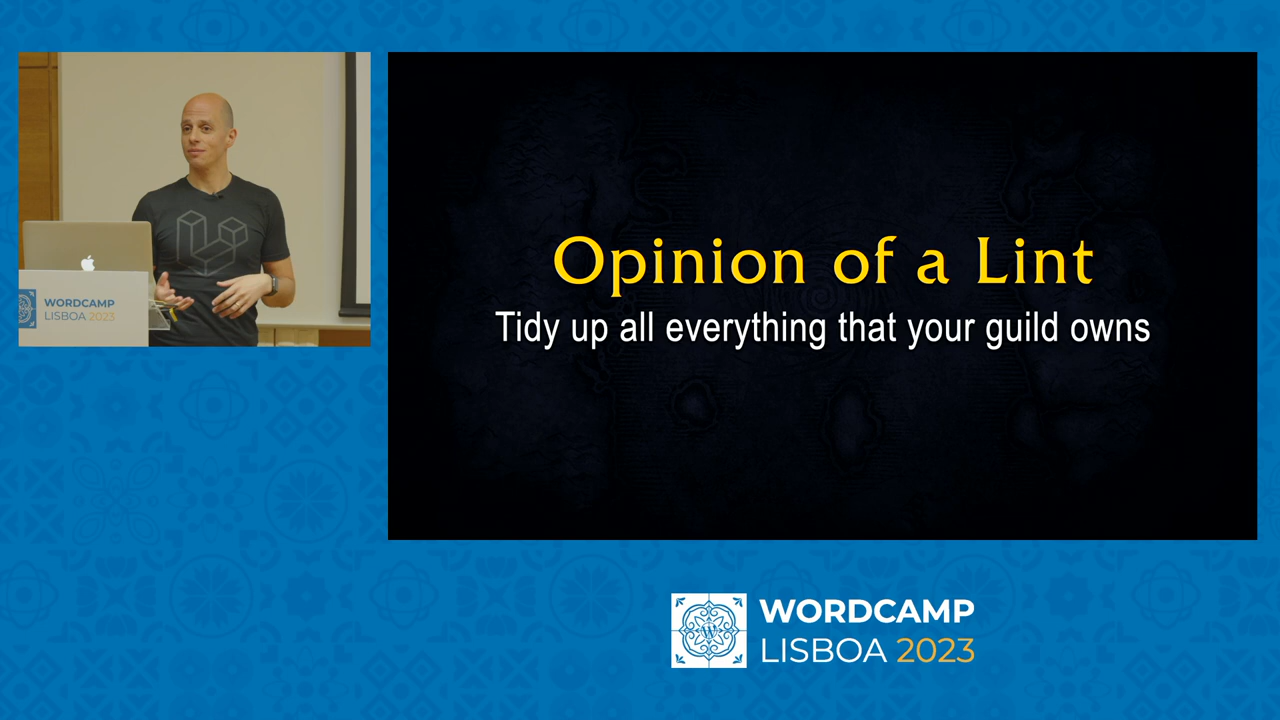 WORDCAMP
LISBOA 2023
Opinion of a Lint
Tidy up all everything that your guild owns
WORDCAMP
LISBOA 2023